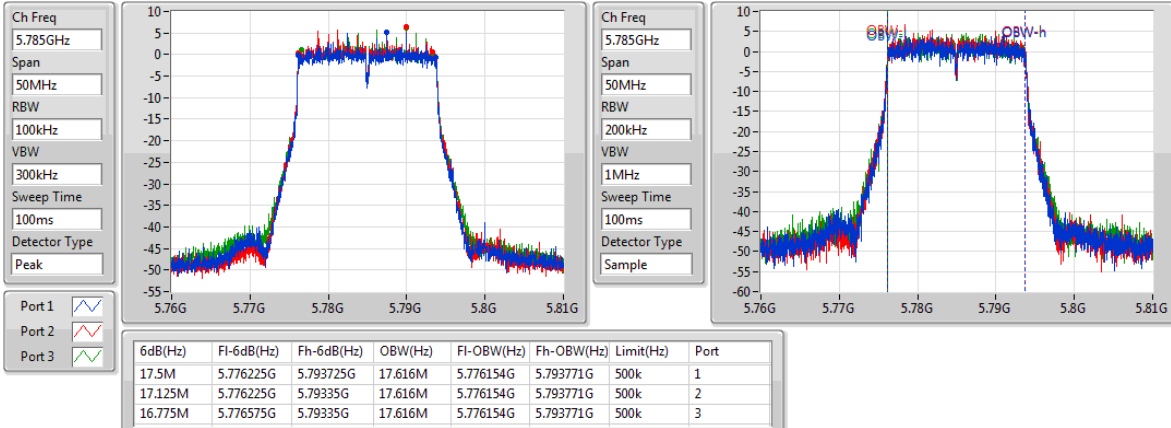 Ch Freq
5.785GHz
Span
50MHz
RBW
100kHz
VBW
300kHz
Sweep Time
100ms
Detector Type
Peak
Port 1
Port 2
Port 3
10
5
0
-5
-10
-15
-20
-25
-30
-35
-40
-45
-50
-55
5.76G 5.77G 5.78G 5.79G 5.8G 5.81G
Ch Freq
5.785GHz
Span
50MHz
RBW
200kHz
VBW
1MHz
Sweep Time
100ms
Detector Type
Sample
10
5
0
-5
-10
-15
-20
-25
-30
-35
-40
-45
-50
-55
-60
OBW-h
5.76G 5.77G 5.78G 5.79G 5.8G 5.81G
6dB(Hz) Fl-6dB(Hz) Fh-6dB(Hz) OBW(Hz) Fl-OBW(Hz) Fh-OBW(Hz) Limit(Hz) Port
17.5M 5.776225G 5.793725G 17.616M 5.776154G 5.793771G 500k 1
17.125M 5.776225G 5.79335G 17.616M 5.776154G 5.793771G 500k 2
16.775M 5.776575G 5.79335G 17.616M 5.776154G 5.793771G 500k 3